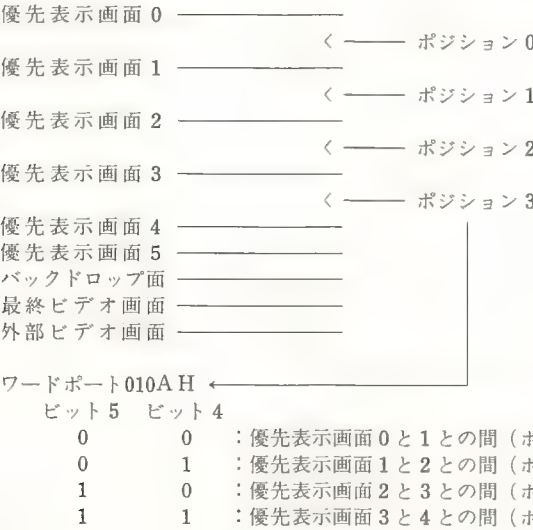 優先表示画面0
ポジション0
優先表示画面1
ポジション1
優先表示画面2
ポジション2
優先表示画面3
ポジション3
優先表示画面4
優先表示画面5
バックドロップ面
最終ビデオ画面
外部ビデオ画面
ワードポート010AH
ビット5 ビット4
0 0 :優先表示画面0と1との間(ポ
0 1 :優先表示画面1と2との間(ポ
1 0 :優先表示画面2と3との間(ポ
1 1 :優先表示画面3と4との間(ポ